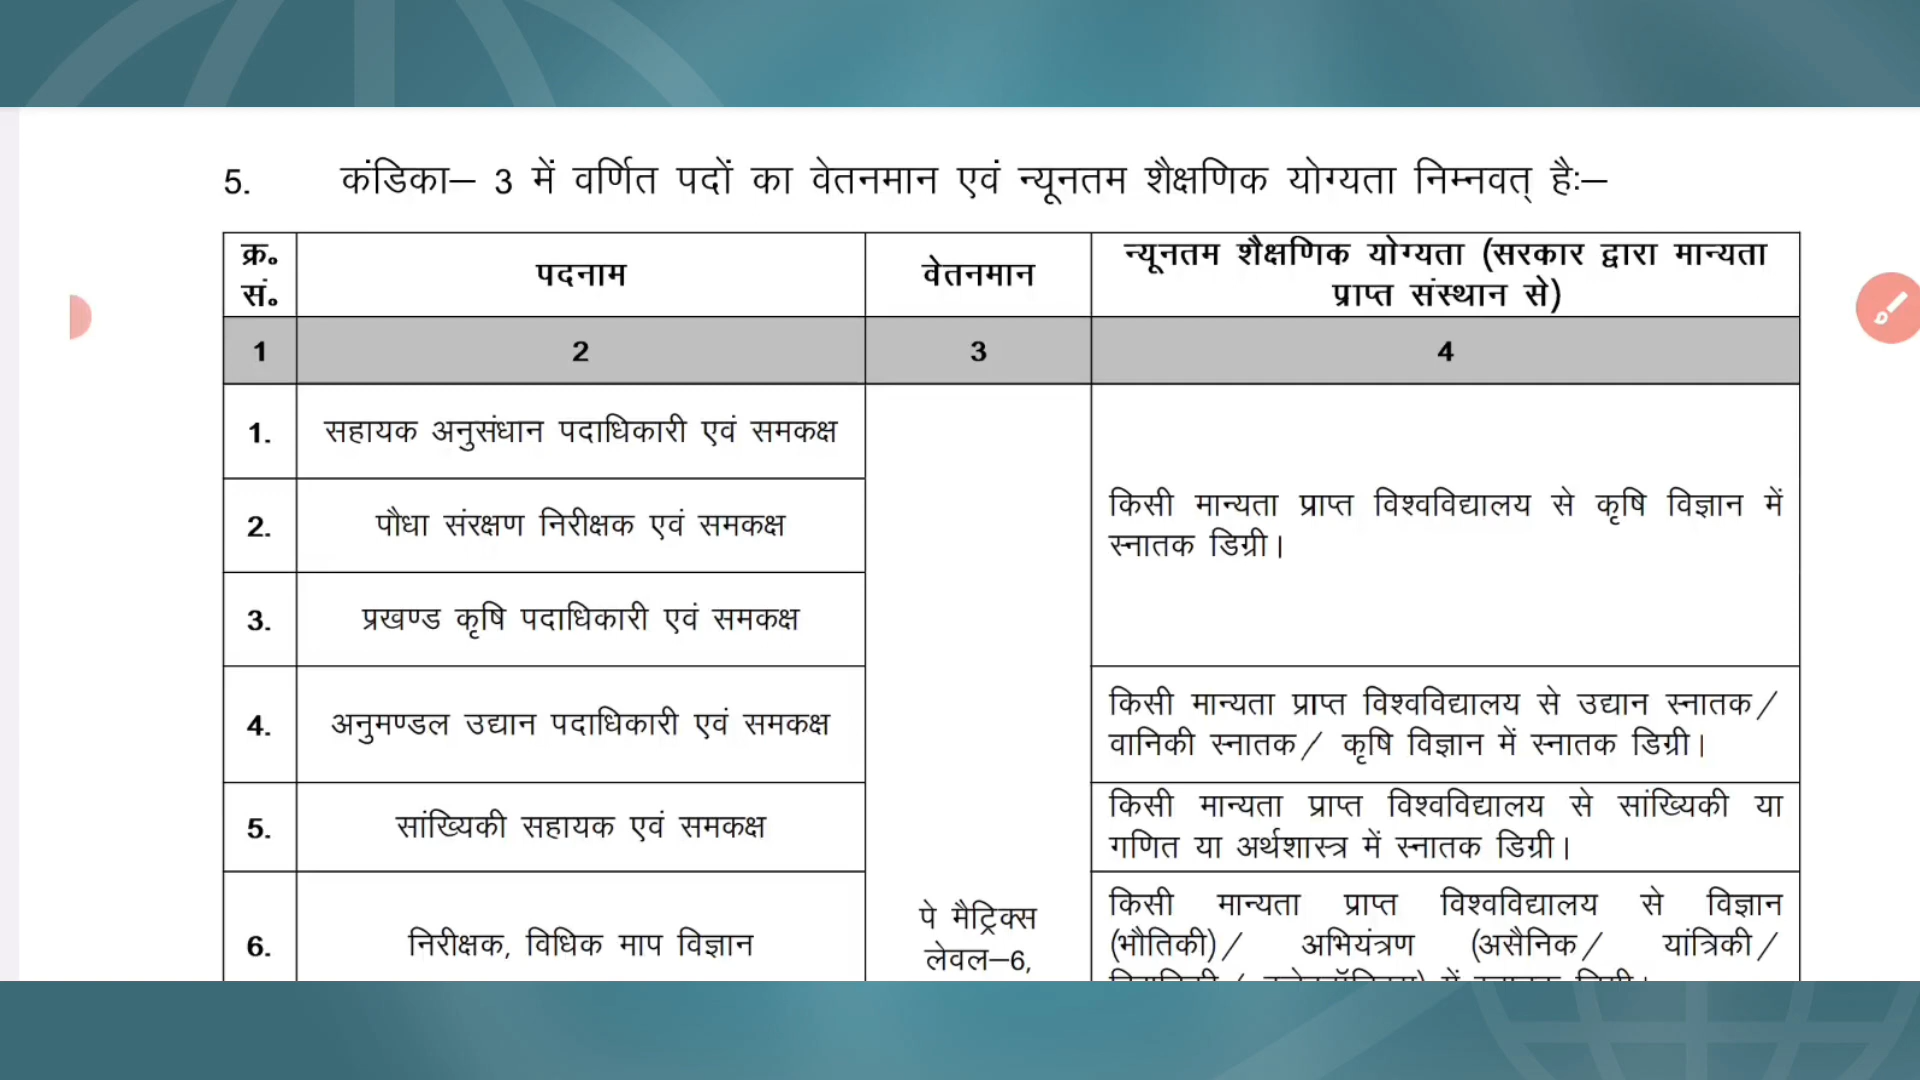 5. कंडिका– 3 में वर्णित पदों का वेतनमान एवं न्यूनतम शैक्षणिक योग्यता निम्नवत् है:–
क्र॰ सं॰
पदनाम
वेतनमान
न्यूनतम शैक्षणिक योग्यता (सरकार द्वारा मान्यता
प्राप्त संस्थान से)
1 2 3 4
1. सहायक अनुसंधान पदाधिकारी एवं समकक्ष
2. पौधा संरक्षण निरीक्षक एवं समकक्ष
किसी मान्यता प्राप्त विश्वविद्यालय से कृषि विज्ञान में
स्नातक डिग्री।
3. प्रखण्ड कृषि पदाधिकारी एवं समकक्ष
4. अनुमण्डल उद्यान पदाधिकारी एवं समकक्ष
किसी मान्यता प्राप्त विश्वविद्यालय से उद्यान स्नातक/
वानिकी स्नातक/ कृषि विज्ञान में स्नातक डिग्री।
5. सांख्यिकी सहायक एवं समकक्ष
किसी मान्यता प्राप्त विश्वविद्यालय से सांख्यिकी या
गणित या अर्थशास्त्र में स्नातक डिग्री।
6. निरीक्षक, विधिक माप विज्ञान
पे मैट्रिक्स
लेवल–6,
किसी मान्यता प्राप्त विश्वविद्यालय से विज्ञान
(भौतिकी)/ अभियंत्रण (असैनिक/ यांत्रिकी/